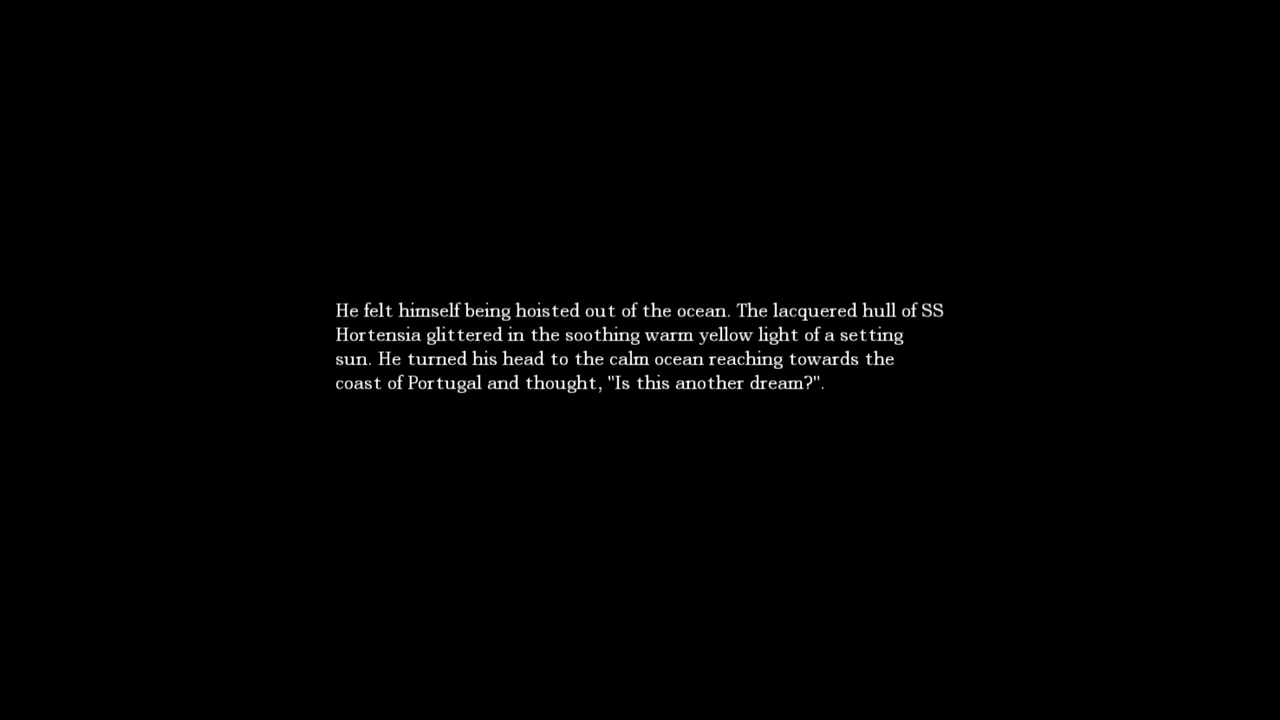 He felt himself being hoisted out of the ocean. The lacquered hull of SS
Hortensia glittered in the soothing warm yellow light of a setting
sun. He turned his head to the calm ocean reaching towards the
coast of Portugal and thought, "Is this another dream?".